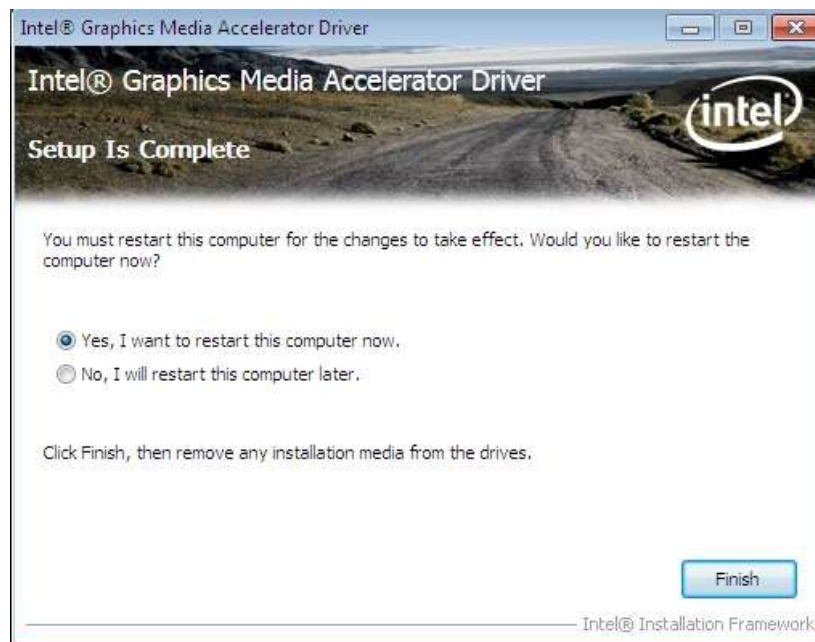 Intel® Graphics Media Accelerator Driver
Intel® Graphics Media Accelerator Driver
intel
Setup Is Complete
You must restart this computer for the changes to take effect. Would you like to restart the
computer now?
Yes, I want to restart this computer now.
No, I will restart this computer later.
Click Finish, then remove any installation media from the drives.
Finish
Intel® Installation Framework